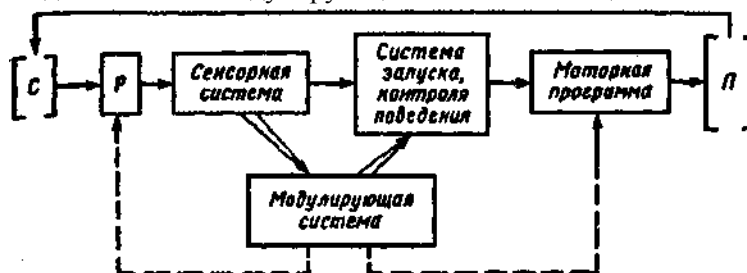 С
Р
Сенсорная
система
Система
запуска,
контроля
поведения
Моторная
программа
П
Модулирующая
система